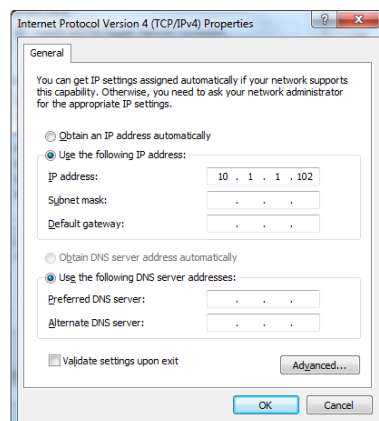 Internet Protocol Version 4 (TCP/IPv4) Properties
General
You can get IP settings assigned automatically if your network supports
this capability. Otherwise, you need to ask your network administrator
for the appropriate IP settings.
Obtain an IP address automatically
Use the following IP address:
IP address: 10 . 1 . 1 . 102
Subnet mask: . . .
Default gateway: . . .
Obtain DNS server address automatically
Use the following DNS server addresses:
Preferred DNS server: . . .
Alternate DNS server: . . .
Validate settings upon exit
Advanced...
OK Cancel